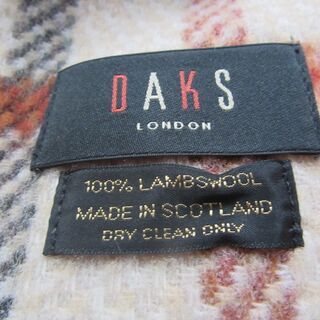 DAKS
LONDON
100% LAMBSWOOL
MADE IN SCOTLAND
DRY CLEAN ONLY